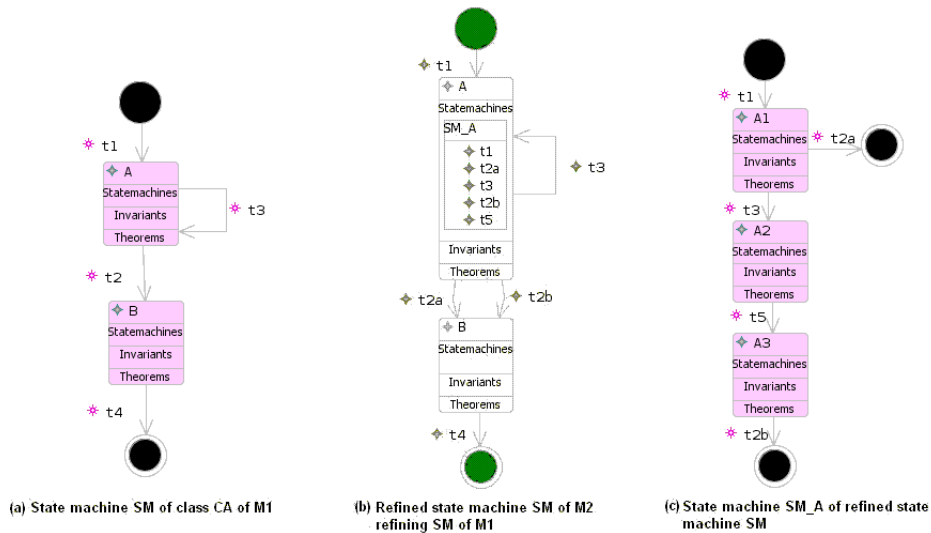 t1
A
Statemachines
Invariants
Theorems
t3
t2
B
Statemachines
Invariants
Theorems
t4
(a) State machine SM of class CA of M1
t1
A
Statemachines
SM_A
t1
t2a
t3
t2b
t5
t3
Invariants
Theorems
t2a
t2b
B
Statemachines
Invariants
Theorems
t4
(b) Refined state machine SM of M2
refining SM of M1
t1
A1
Statemachines
Invariants
Theorems
t2a
t3
A2
Statemachines
Invariants
Theorems
t5
A3
Statemachines
Invariants
Theorems
t2b
(c) State machine SM_A of refined state
machine SM